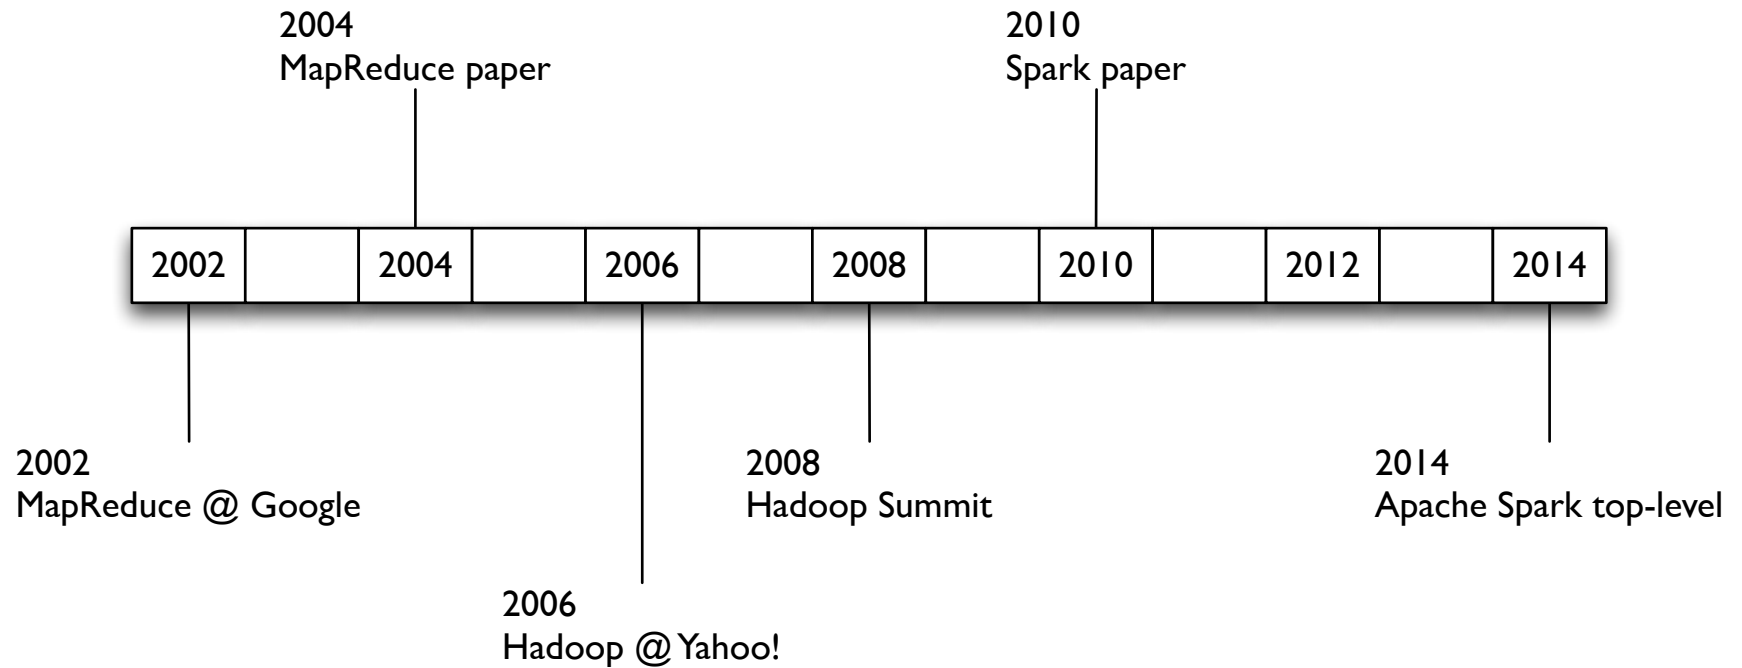 2004
MapReduce paper
2010
Spark paper
2002 2004 2006 2008 2010 2012 2014
2002
MapReduce @ Google
2008
Hadoop Summit
2014
Apache Spark top-level
2006
Hadoop @ Yahoo!